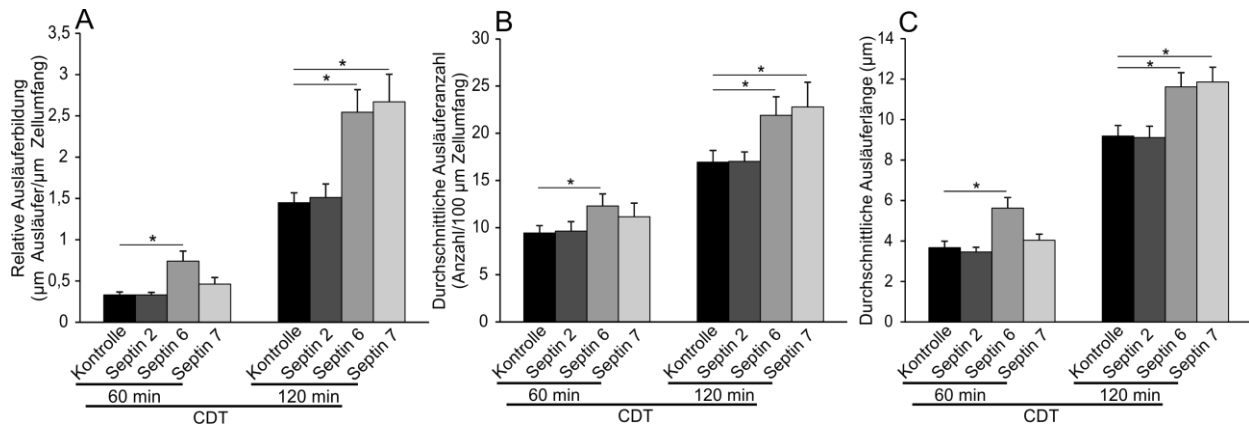 A
Relative Ausläuferbildung
(µm Ausläufer/µm Zellumfang)
3,5
3
2,5
2
1,5
1
0,5
0
*
*
*
Kontrolle
Septin 2
Septin 6
Septin 7
Kontrolle
Septin 2
Septin 6
Septin 7
60 min
120 min
CDT
B
Durchschnittliche Ausläuferanzahl
(Anzahl/100 µm Zellumfang)
30
25
20
15
10
5
0
*
*
*
Kontrolle
Septin 2
Septin 6
Septin 7
Kontrolle
Septin 2
Septin 6
Septin 7
60 min
120 min
CDT
C
Durchschnittliche Ausläuferlänge (µm)
14
12
10
8
6
4
2
0
*
*
*
Kontrolle
Septin 2
Septin 6
Septin 7
Kontrolle
Septin 2
Septin 6
Septin 7
60 min
120 min
CDT